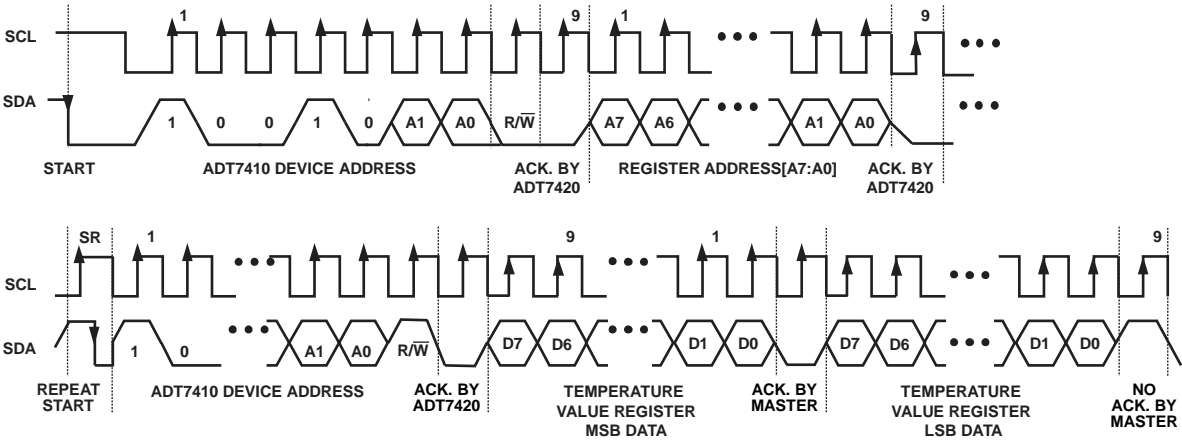 1 9 1
SCL
SDA
1 0 0 1 0 A1 A0 R/W̅ A7 A6 A1 A0
START ADT7410 DEVICE ADDRESS ACK. BY ADT7420 REGISTER ADDRESS[A7:A0] ACK. BY ADT7420
9
SR 1 9 1 9
SCL
SDA
1 0 A1 A0 R/W̅ D7 D6 D1 D0 D7 D6 D1 D0
REPEAT START
ADT7410 DEVICE ADDRESS
ACK. BY ADT7420
TEMPERATURE
VALUE REGISTER
MSB DATA
ACK. BY
MASTER
TEMPERATURE
VALUE REGISTER
LSB DATA
NO
ACK. BY
MASTER